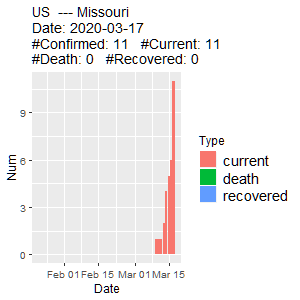 US --- Missouri
Date: 2020-03-17
#Confirmed: 11 #Current: 11
#Death: 0 #Recovered: 0
9
6
3
0
Num
Feb 01 Feb 15 Mar 01 Mar 15
Date
Type
current
death
recovered